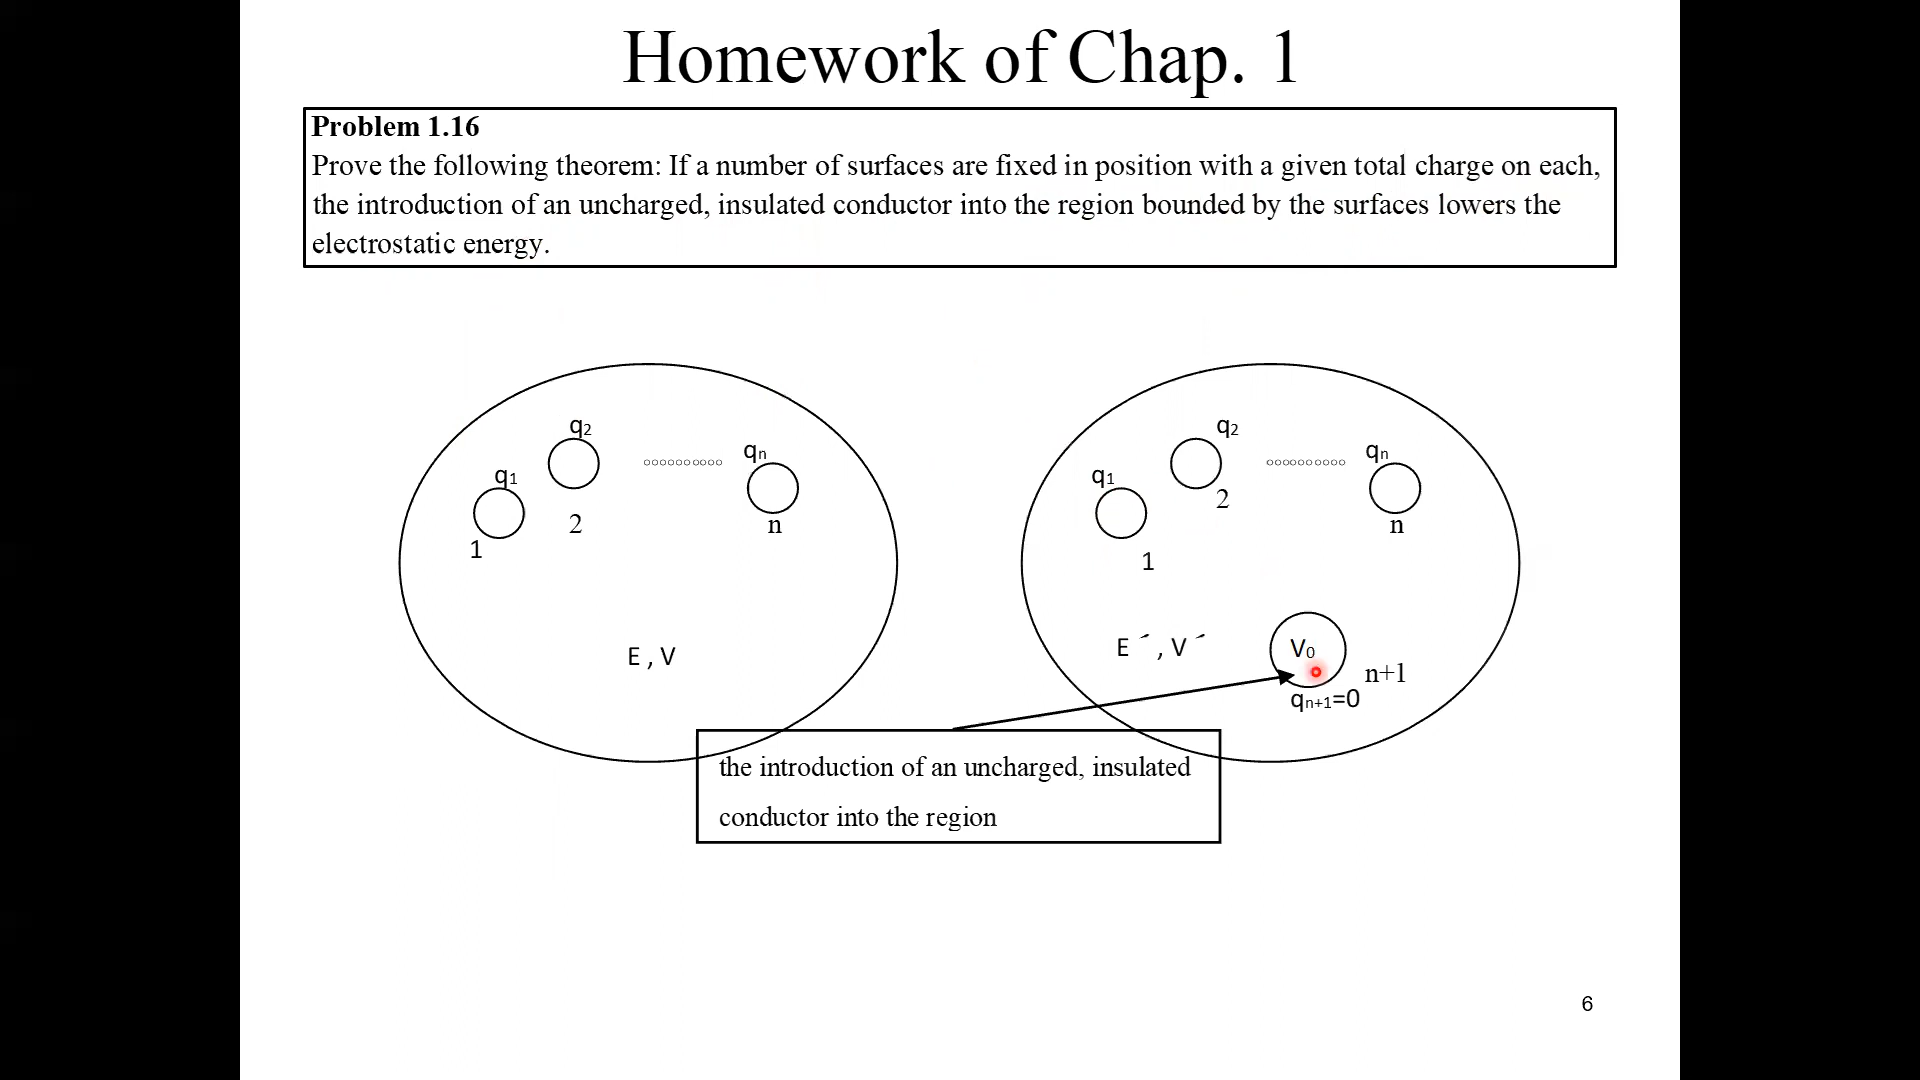 Homework of Chap. 1
Problem 1.16
Prove the following theorem: If a number of surfaces are fixed in position with a given total charge on each,
the introduction of an uncharged, insulated conductor into the region bounded by the surfaces lowers the
electrostatic energy.
q1
q2
°°°°°°°°°°
qn
1
2
n
E , V
q1
q2
°°°°°°°°°°
qn
1
2
n
E ´ , V ´
V0
n+1
qn+1=0
the introduction of an uncharged, insulated
conductor into the region
6